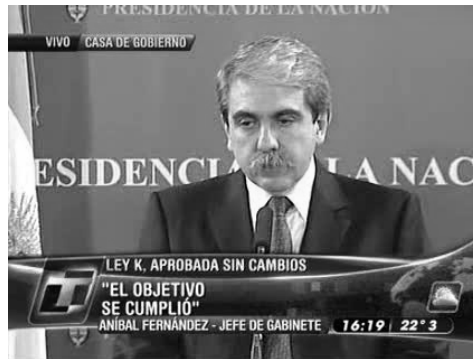 PRESIDENCIA DE LA NACIÓN
VIVO CASA DE GOBIERNO
ESIDENCIA LA NAC
LEY K, APROBADA SIN CAMBIOS
"EL OBJETIVO
SE CUMPLIÓ"
ANÍBAL FERNÁNDEZ - JEFE DE GABINETE 16:19 22°3